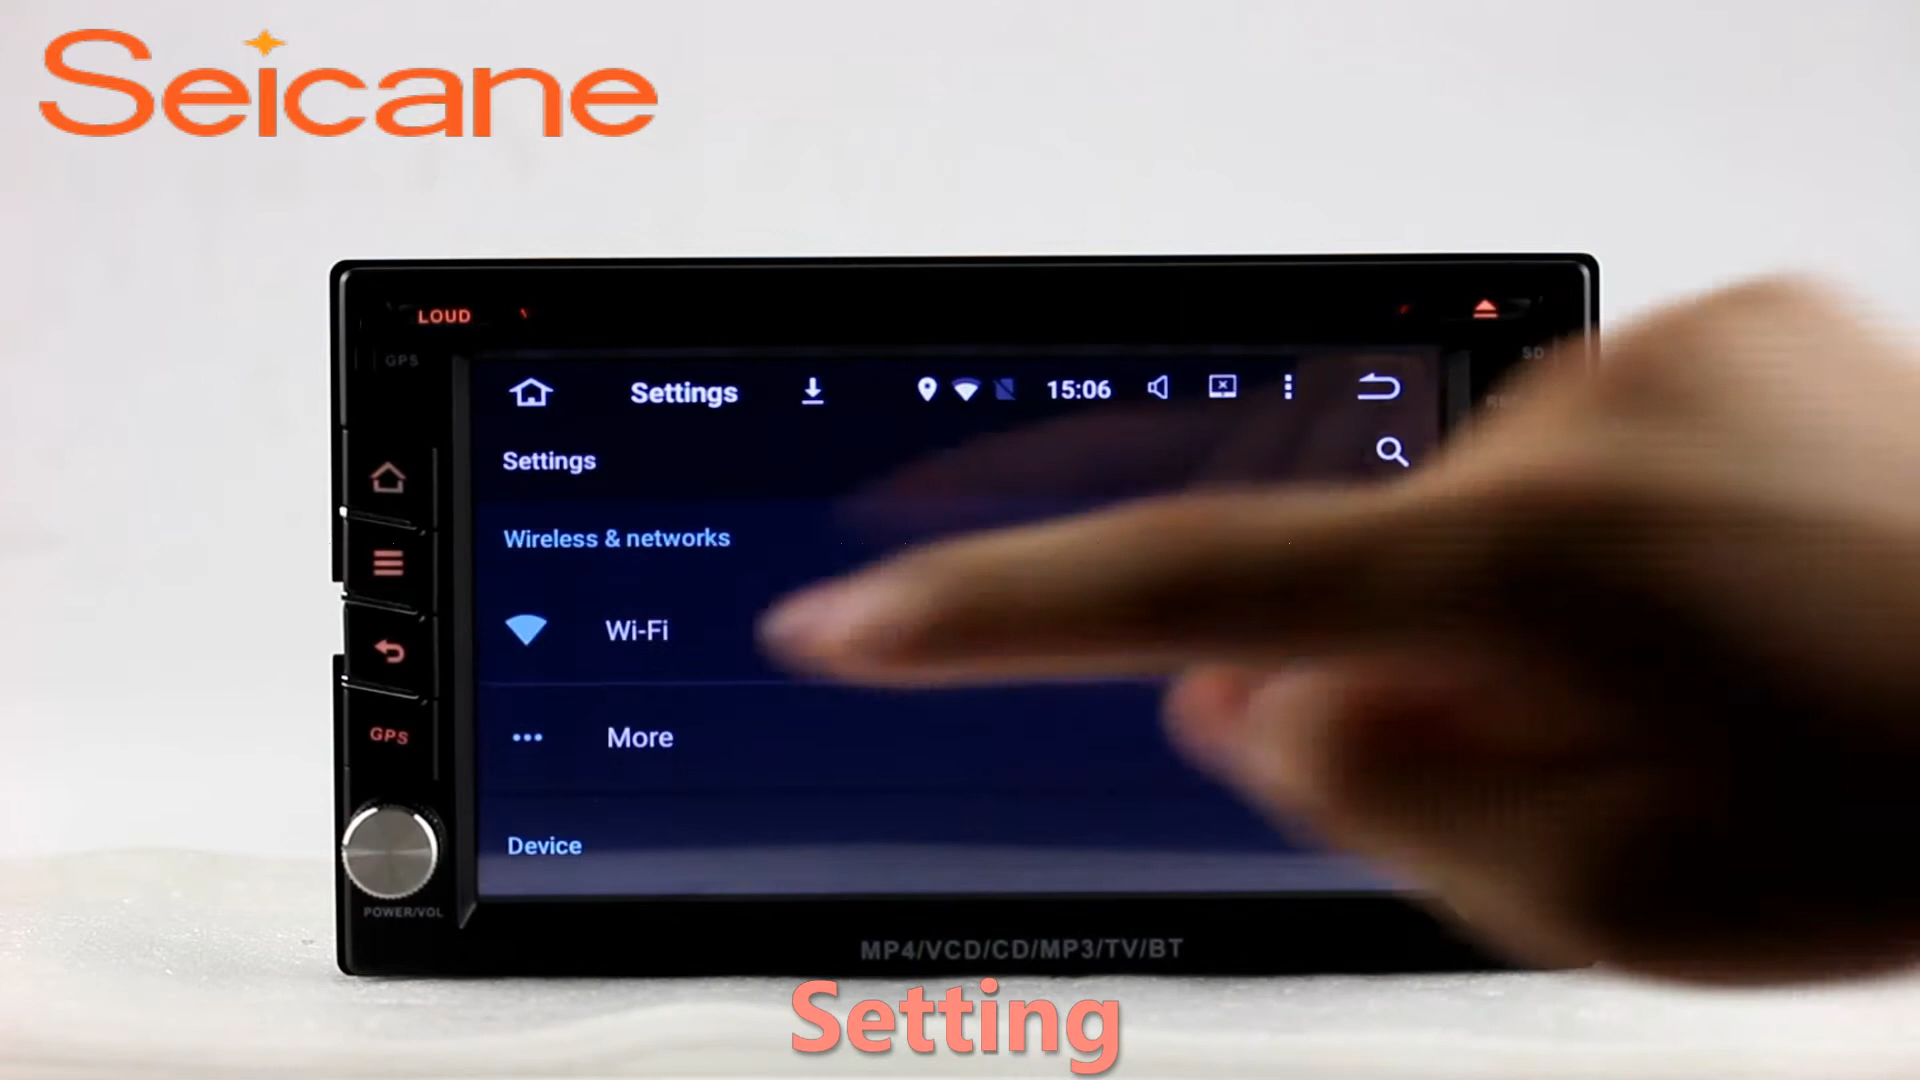 Seicane
LOUD
GPS
SD
Settings 15:06
Settings
Wireless & networks
Wi-Fi
More
GPS
Device
POWER/VOL
MP4/VCD/CD/MP3/TV/BT
Setting